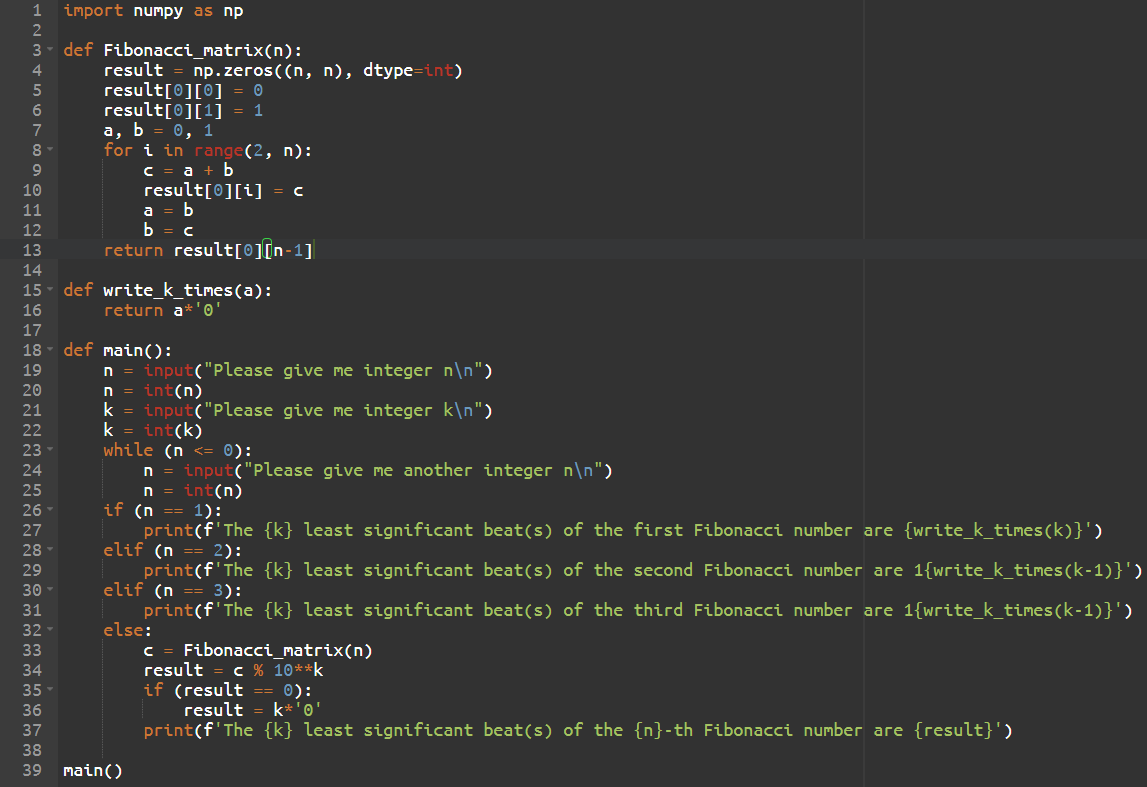 1 import numpy as np
2
3 def Fibonacci_matrix(n):
4     result = np.zeros((n, n), dtype=int)
5     result[0][0] = 0
6     result[0][1] = 1
7     a, b = 0, 1
8     for i in range(2, n):
9         c = a + b
10         result[0][i] = c
11         a = b
12         b = c
13     return result[0][n-1]
14
15 def write_k_times(a):
16     return a*'0'
17
18 def main():
19     n = input("Please give me integer n\n")
20     n = int(n)
21     k = input("Please give me integer k\n")
22     k = int(k)
23     while (n <= 0):
24         n = input("Please give me another integer n\n")
25         n = int(n)
26     if (n == 1):
27         print(f'The {k} least significant beat(s) of the first Fibonacci number are {write_k_times(k)}')
28     elif (n == 2):
29         print(f'The {k} least significant beat(s) of the second Fibonacci number are 1{write_k_times(k-1)}')
30     elif (n == 3):
31         print(f'The {k} least significant beat(s) of the third Fibonacci number are 1{write_k_times(k-1)}')
32     else:
33         c = Fibonacci_matrix(n)
34         result = c % 10**k
35         if (result == 0):
36             result = k*'0'
37         print(f'The {k} least significant beat(s) of the {n}-th Fibonacci number are {result}')
38
39 main()